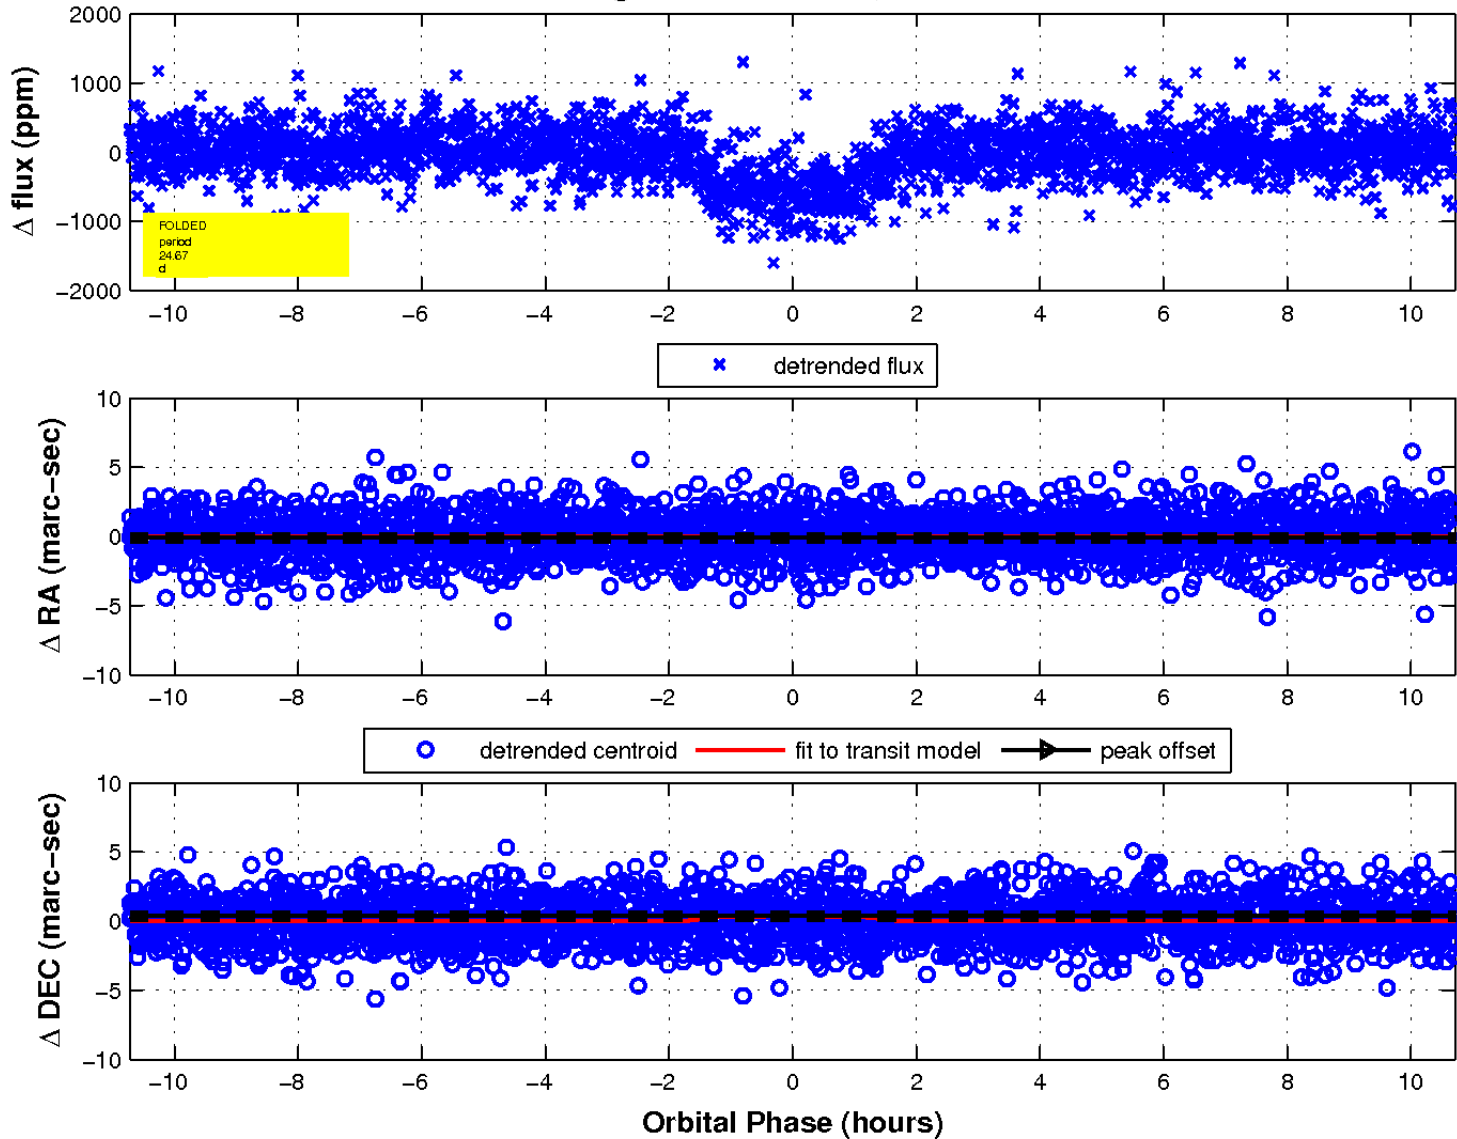 2000
1000
0
−1000
−2000
Δ flux (ppm)
FOLDED
period
24.67
d
−10 −8 −6 −4 −2 0 2 4 6 8 10
detrended flux
10
5
0
−5
−10
Δ RA (marc−sec)
−10 −8 −6 −4 −2 0 2 4 6 8 10
detrended centroid fit to transit model peak offset
10
5
0
−5
−10
Δ DEC (marc−sec)
−10 −8 −6 −4 −2 0 2 4 6 8 10
Orbital Phase (hours)